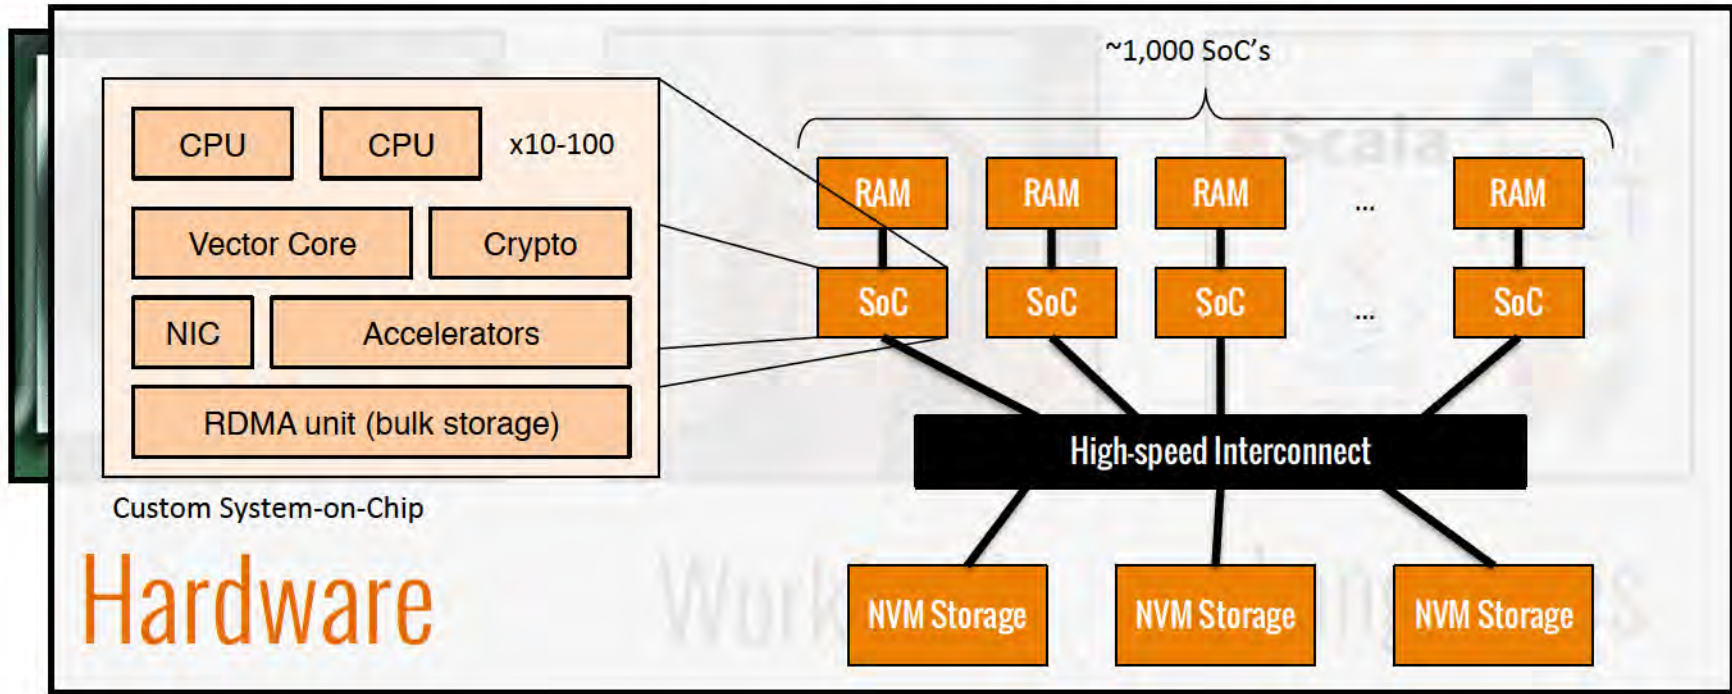 ~1,000 SoC's
CPU
CPU
x10-100
Vector Core
Crypto
NIC
Accelerators
RDMA unit (bulk storage)
Custom System-on-Chip
Hardware
RAM
RAM
RAM
...
RAM
SoC
SoC
SoC
...
SoC
High-speed Interconnect
NVM Storage
NVM Storage
NVM Storage
Scala
Work